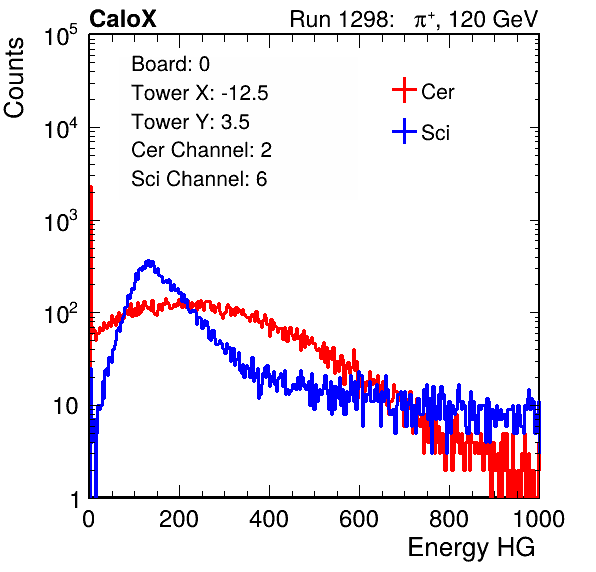 CaloX Run 1298: π⁺, 120 GeV
Counts
Board: 0
Tower X: -12.5
Tower Y: 3.5
Cer Channel: 2
Sci Channel: 6
Cer
Sci
10⁵
10⁴
10³
10²
10
1
0 200 400 600 800 1000
Energy HG